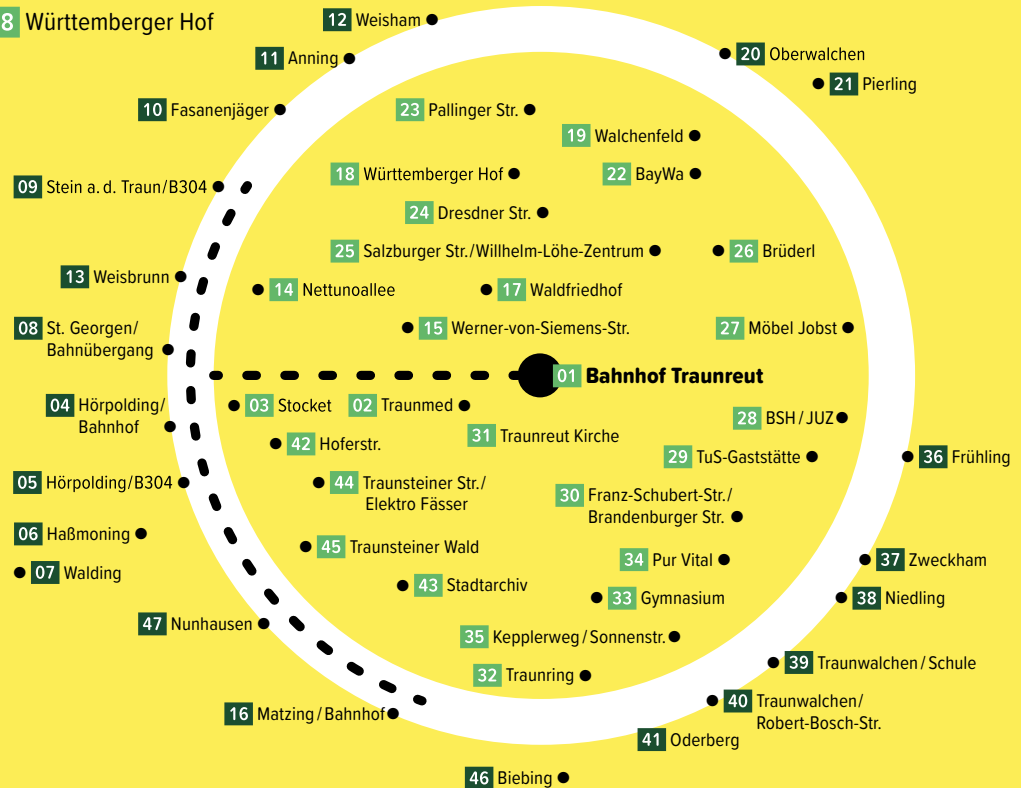 8 Württemberger Hof
12 Weisham
11 Anning
20 Oberwalchen
21 Pierling
10 Fasanenjäger
23 Pallinger Str.
19 Walchenfeld
09 Stein a. d. Traun/B304
18 Württemberger Hof
22 BayWa
24 Dresdner Str.
25 Salzburger Str./Willhelm-Löhe-Zentrum
26 Brüderl
13 Weisbrunn
14 Nettunoallee
17 Waldfriedhof
08 St. Georgen/
Bahnübergang
15 Werner-von-Siemens-Str.
27 Möbel Jobst
01 Bahnhof Traunreut
04 Hörpolding/
Bahnhof
03 Stocket
02 Traunmed
28 BSH / JUZ
31 Traunreut Kirche
42 Hoferstr.
29 TuS-Gaststätte
36 Frühling
05 Hörpolding/B304
44 Traunsteiner Str./
Elektro Fässer
30 Franz-Schubert-Str./
Brandenburger Str.
06 Haßmoning
45 Traunsteiner Wald
34 Pur Vital
37 Zweckham
07 Walding
43 Stadtarchiv
33 Gymnasium
38 Niedling
47 Nunhausen
35 Kepplerweg / Sonnenstr.
39 Traunwalchen / Schule
32 Traunring
16 Matzing / Bahnhof
40 Traunwalchen/
Robert-Bosch-Str.
41 Oderberg
46 Biebing